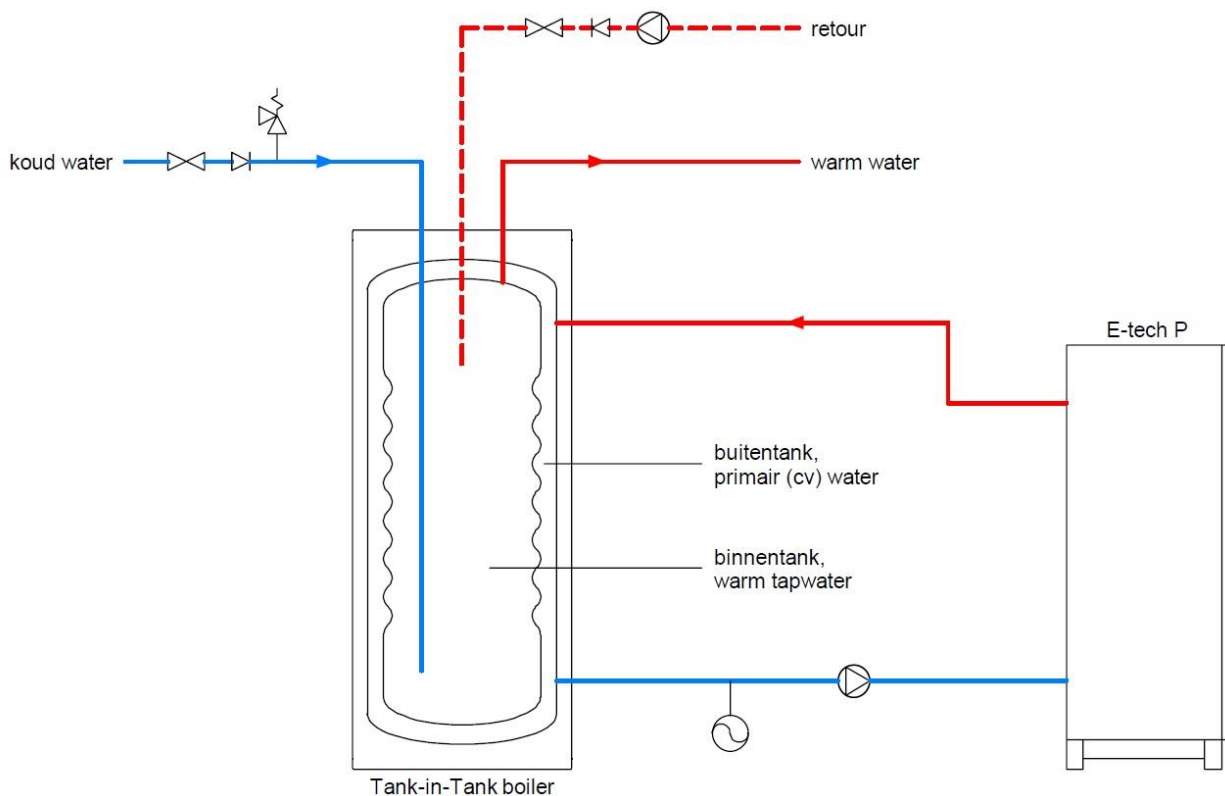 retour
koud water
warm water
E-tech P
buitentank,
primair (cv) water
binnentank,
warm tapwater
Tank-in-Tank boiler